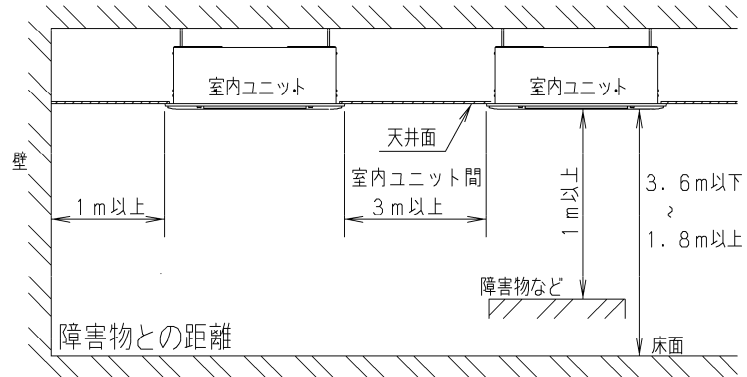 室内ユニット
室内ユニット
天井面
壁
室内ユニット間
1m以上
3m以上
1m以上
3.6m以下
~
1.8m以上
障害物など
障害物との距離
床面